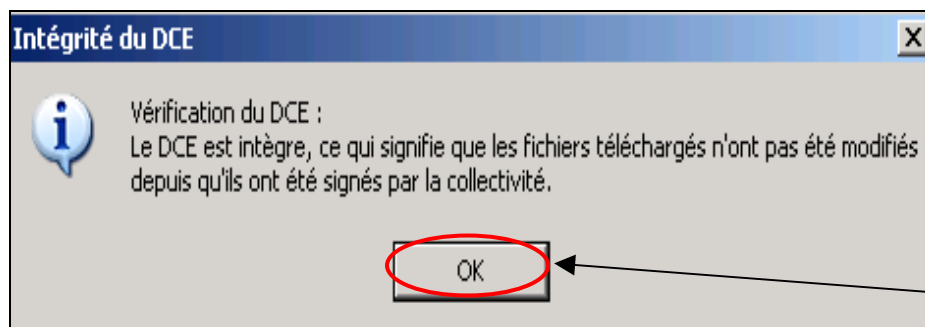 Intégrité du DCE
Vérification du DCE :
Le DCE est intègre, ce qui signifie que les fichiers téléchargés n'ont pas été modifiés
depuis qu'ils ont été signés par la collectivité.
OK